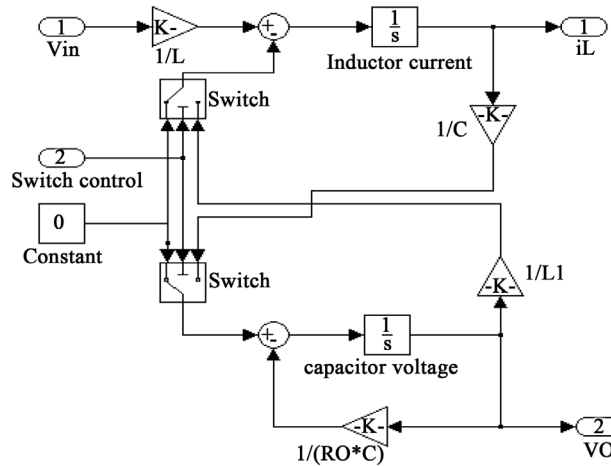 1
Vin
K-
1/L
+
-
1
s
Inductor current
1
iL
Switch
-K-
1/C
2
Switch control
0
Constant
Switch
-K-
1/L1
+
-
1
s
capacitor voltage
-K-
1/(RO*C)
2
VO